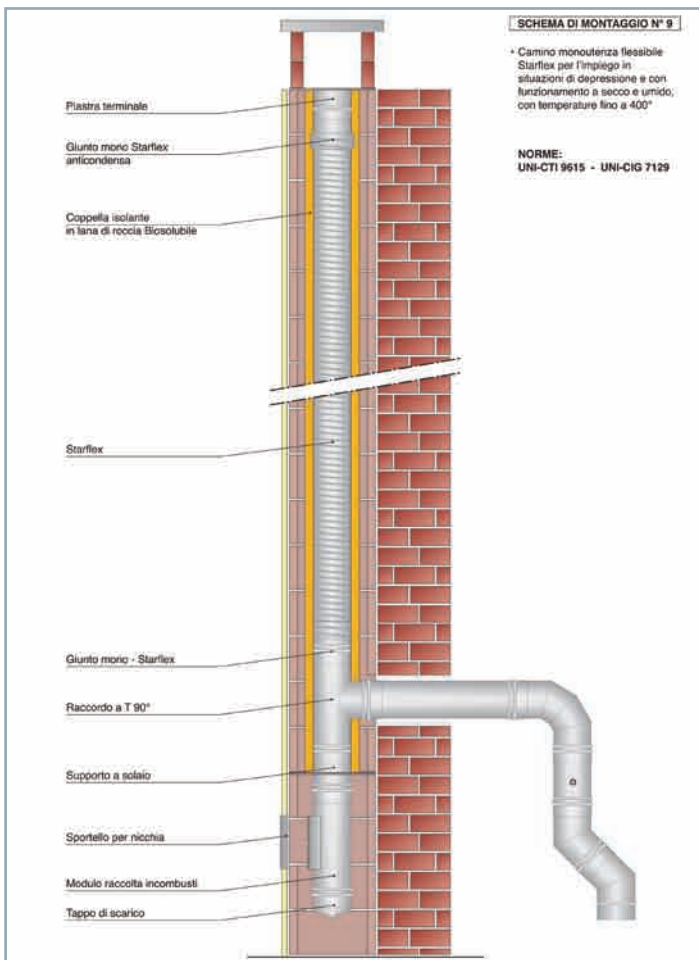 SCHEMA DI MONTAGGIO N° 9
• Camino monoutenza flessibile
Starflex per l'impiego in
situazioni di depressione e con
funzionamento a secco e umido,
con temperature fino a 400°
NORME:
UNI-CTI 9615 - UNI-CIG 7129
Piastra terminale
Giunto mono Starflex
anticondensa
Coppella isolante
in lana di roccia Biosolubile
Starflex
Giunto mono - Starflex
Raccordo a T 90°
Supporto a solaio
Sportello per nicchia
Modulo raccolta incombusti
Tappo di scarico